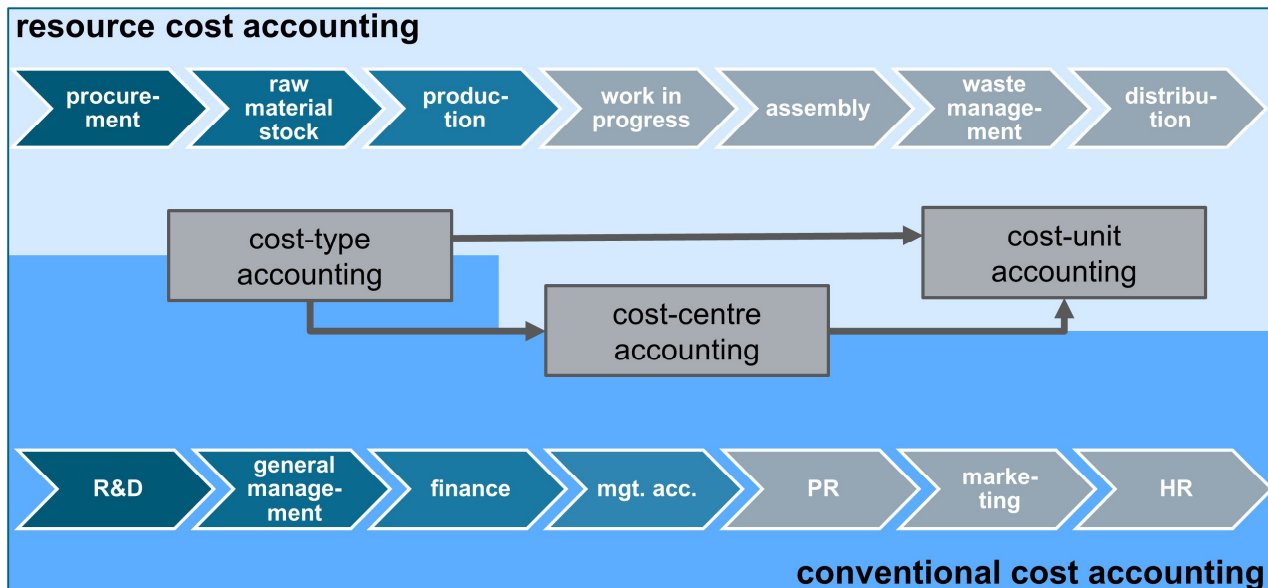 resource cost accounting
procure-
ment
raw
material
stock
produc-
tion
work in
progress
assembly
waste
manage-
ment
distribu-
tion
cost-type
accounting
cost-unit
accounting
cost-centre
accounting
R&D
general
manage-
ment
finance
mgt. acc.
PR
marke-
ting
HR
conventional cost accounting